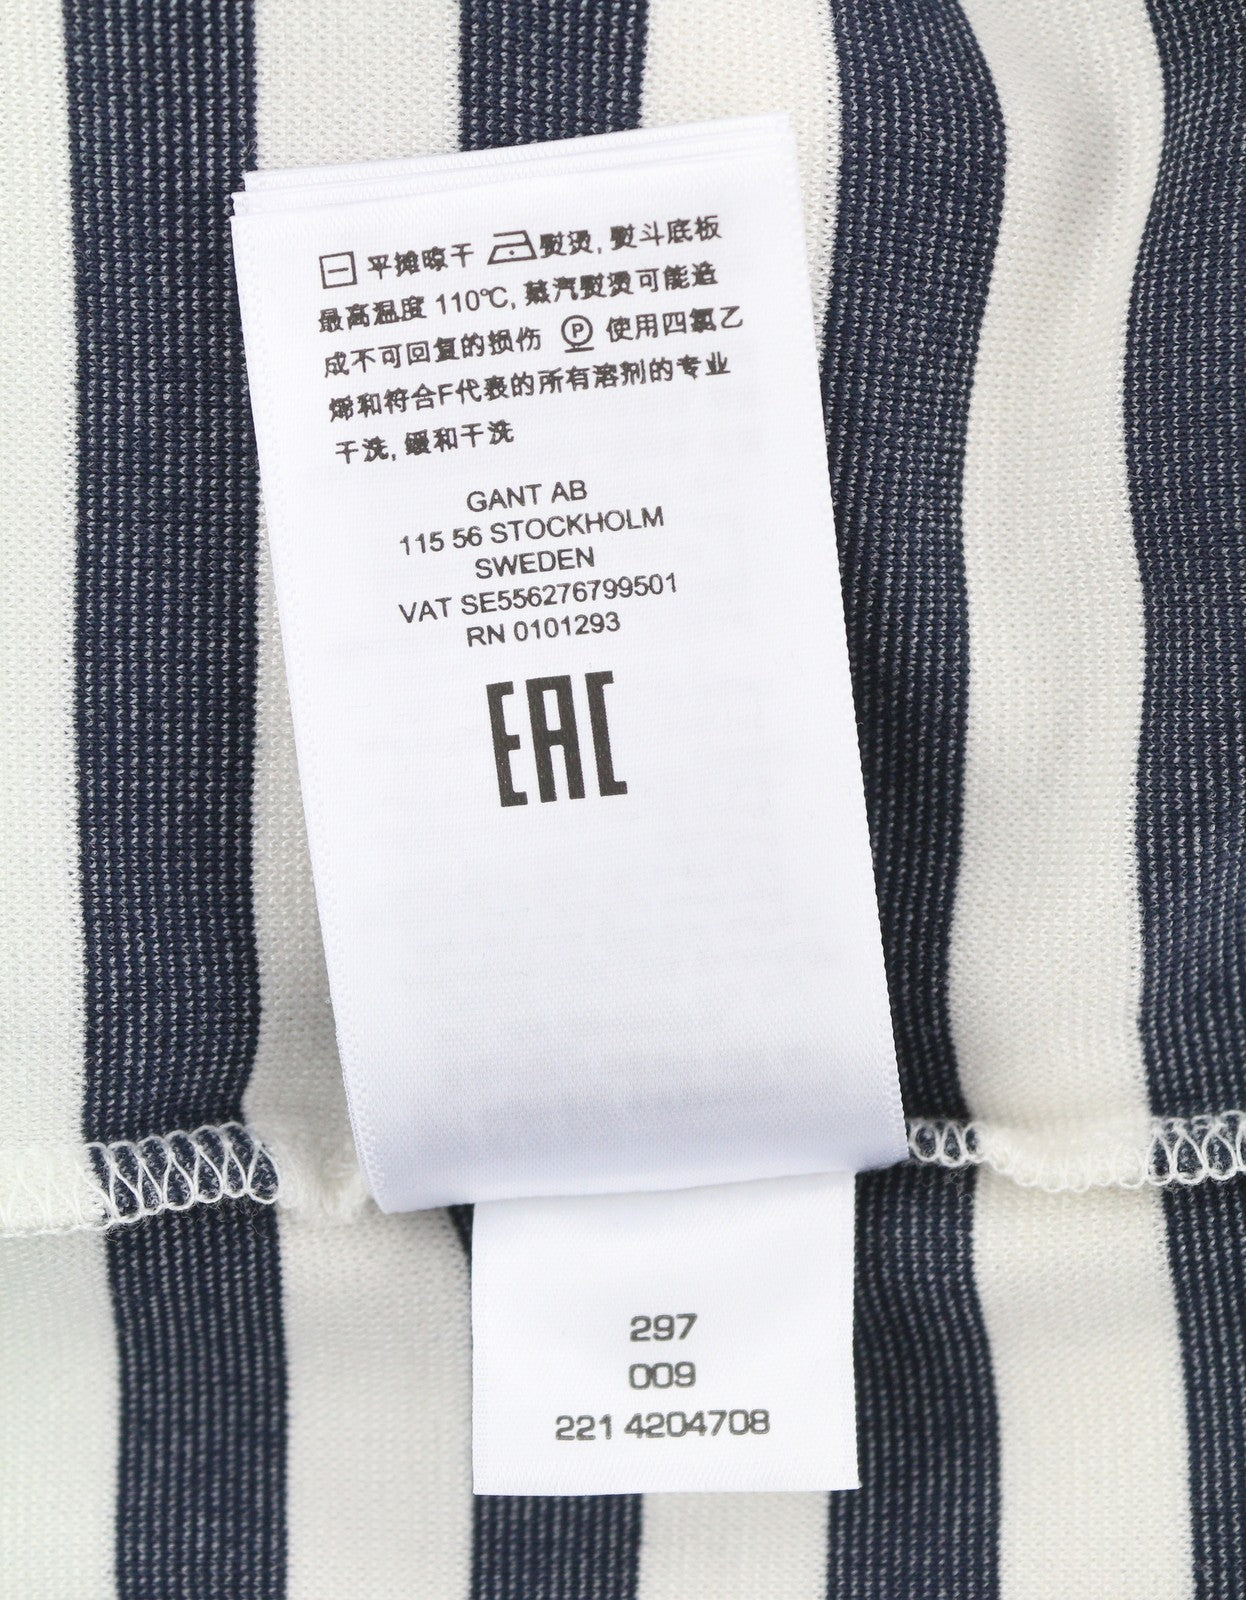 平摊晾干 熨烫, 熨斗底板
最高温度 110℃, 蒸汽熨烫可能造
成不可回复的损伤 P 使用四氯乙
烯和符合F代表的所有溶剂的专业
干洗, 缓和干洗
GANT AB
115 56 STOCKHOLM
SWEDEN
VAT SE556276799501
RN 0101293
EAC
297
009
221 4204708